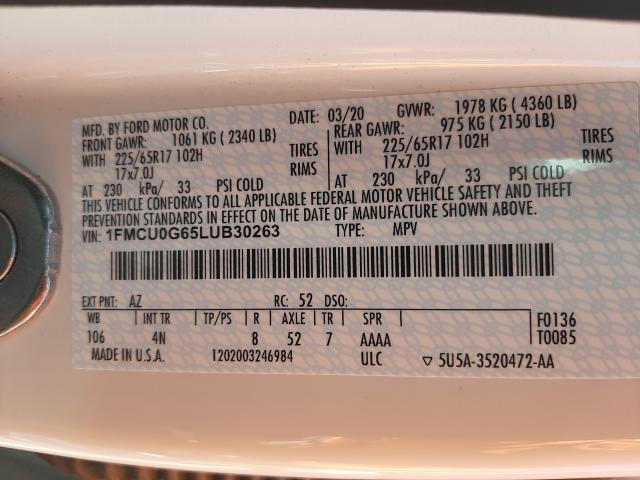 MFD. BY FORD MOTOR CO. DATE: 03/20 GVWR: 1978 KG ( 4360 LB)
FRONT GAWR: 1061 KG ( 2340 LB) REAR GAWR: 975 KG ( 2150 LB)
WITH 225/65R17 102H TIRES WITH 225/65R17 102H TIRES
17x7.0J RIMS 17x7.0J RIMS
AT 230 kPa/ 33 PSI COLD AT 230 kPa/ 33 PSI COLD
THIS VEHICLE CONFORMS TO ALL APPLICABLE FEDERAL MOTOR VEHICLE SAFETY AND THEFT
PREVENTION STANDARDS IN EFFECT ON THE DATE OF MANUFACTURE SHOWN ABOVE.
VIN: 1FMCU0G65LUB30263 TYPE: MPV
EXT PNT: AZ RC: 52 DSO:
WB INT TR TP/PS R AXLE TR SPR F0136
106 4N 8 52 7 AAAA T0085
MADE IN U.S.A. 1202003246984 ULC ▽ 5U5A-3520472-AA